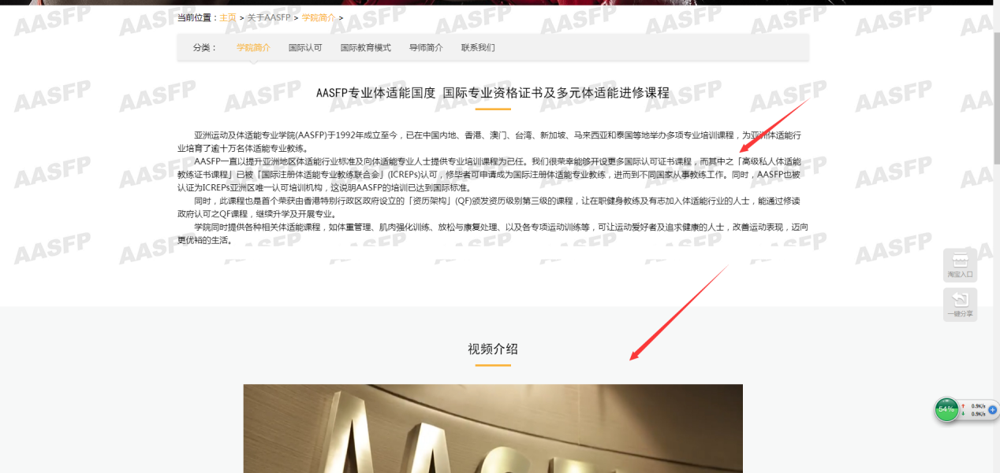 当前位置：主页 > 关于AASFP > 学院简介 >
分类： 学院简介 国际认可 国际教育模式 导师简介 联系我们
AASFP专业体适能国度 国际专业资格证书及多元体适能进修课程
亚洲运动及体适能专业学院(AASFP)于1992年成立至今，已在中国内地、香港、澳门、台湾、新加坡、马来西亚和泰国等地举办多项专业培训课程，为亚洲体适能行
业培育了逾十万名体适能专业教练。
AASFP一直以提升亚洲地区体适能行业标准及向体适能专业人士提供专业培训课程为已任。我们很荣幸能够开设更多国际认可证书课程，而其中之「高级私人体适能
教练证书课程」已被「国际注册体适能专业教练联合会」(ICREPs)认可，修毕者可申请成为国际注册体适能专业教练，进而到不同国家从事教练工作。同时，AASFP也被
认证为ICREPs亚洲区唯一认可培训机构，这说明AASFP的培训已达到国际标准。
同时，此课程也是首个荣获由香港特别行政区政府设立的「资历架构」(QF)颁发资历级别第三级的课程，让在职健身教练及有志加入体适能行业的人士，能通过修读
政府认可之QF课程，继续升学及开展专业。
学院同时提供各种相关体适能课程，如体重管理、肌肉强化训练、放松与康复处理、以及各专项运动训练等，可让运动爱好者及追求健康的人士，改善运动表现，迈向
更优裕的生活。
淘宝入口
一键分享
视频介绍
54%
0.9K/s
0.9K/s
AASFP